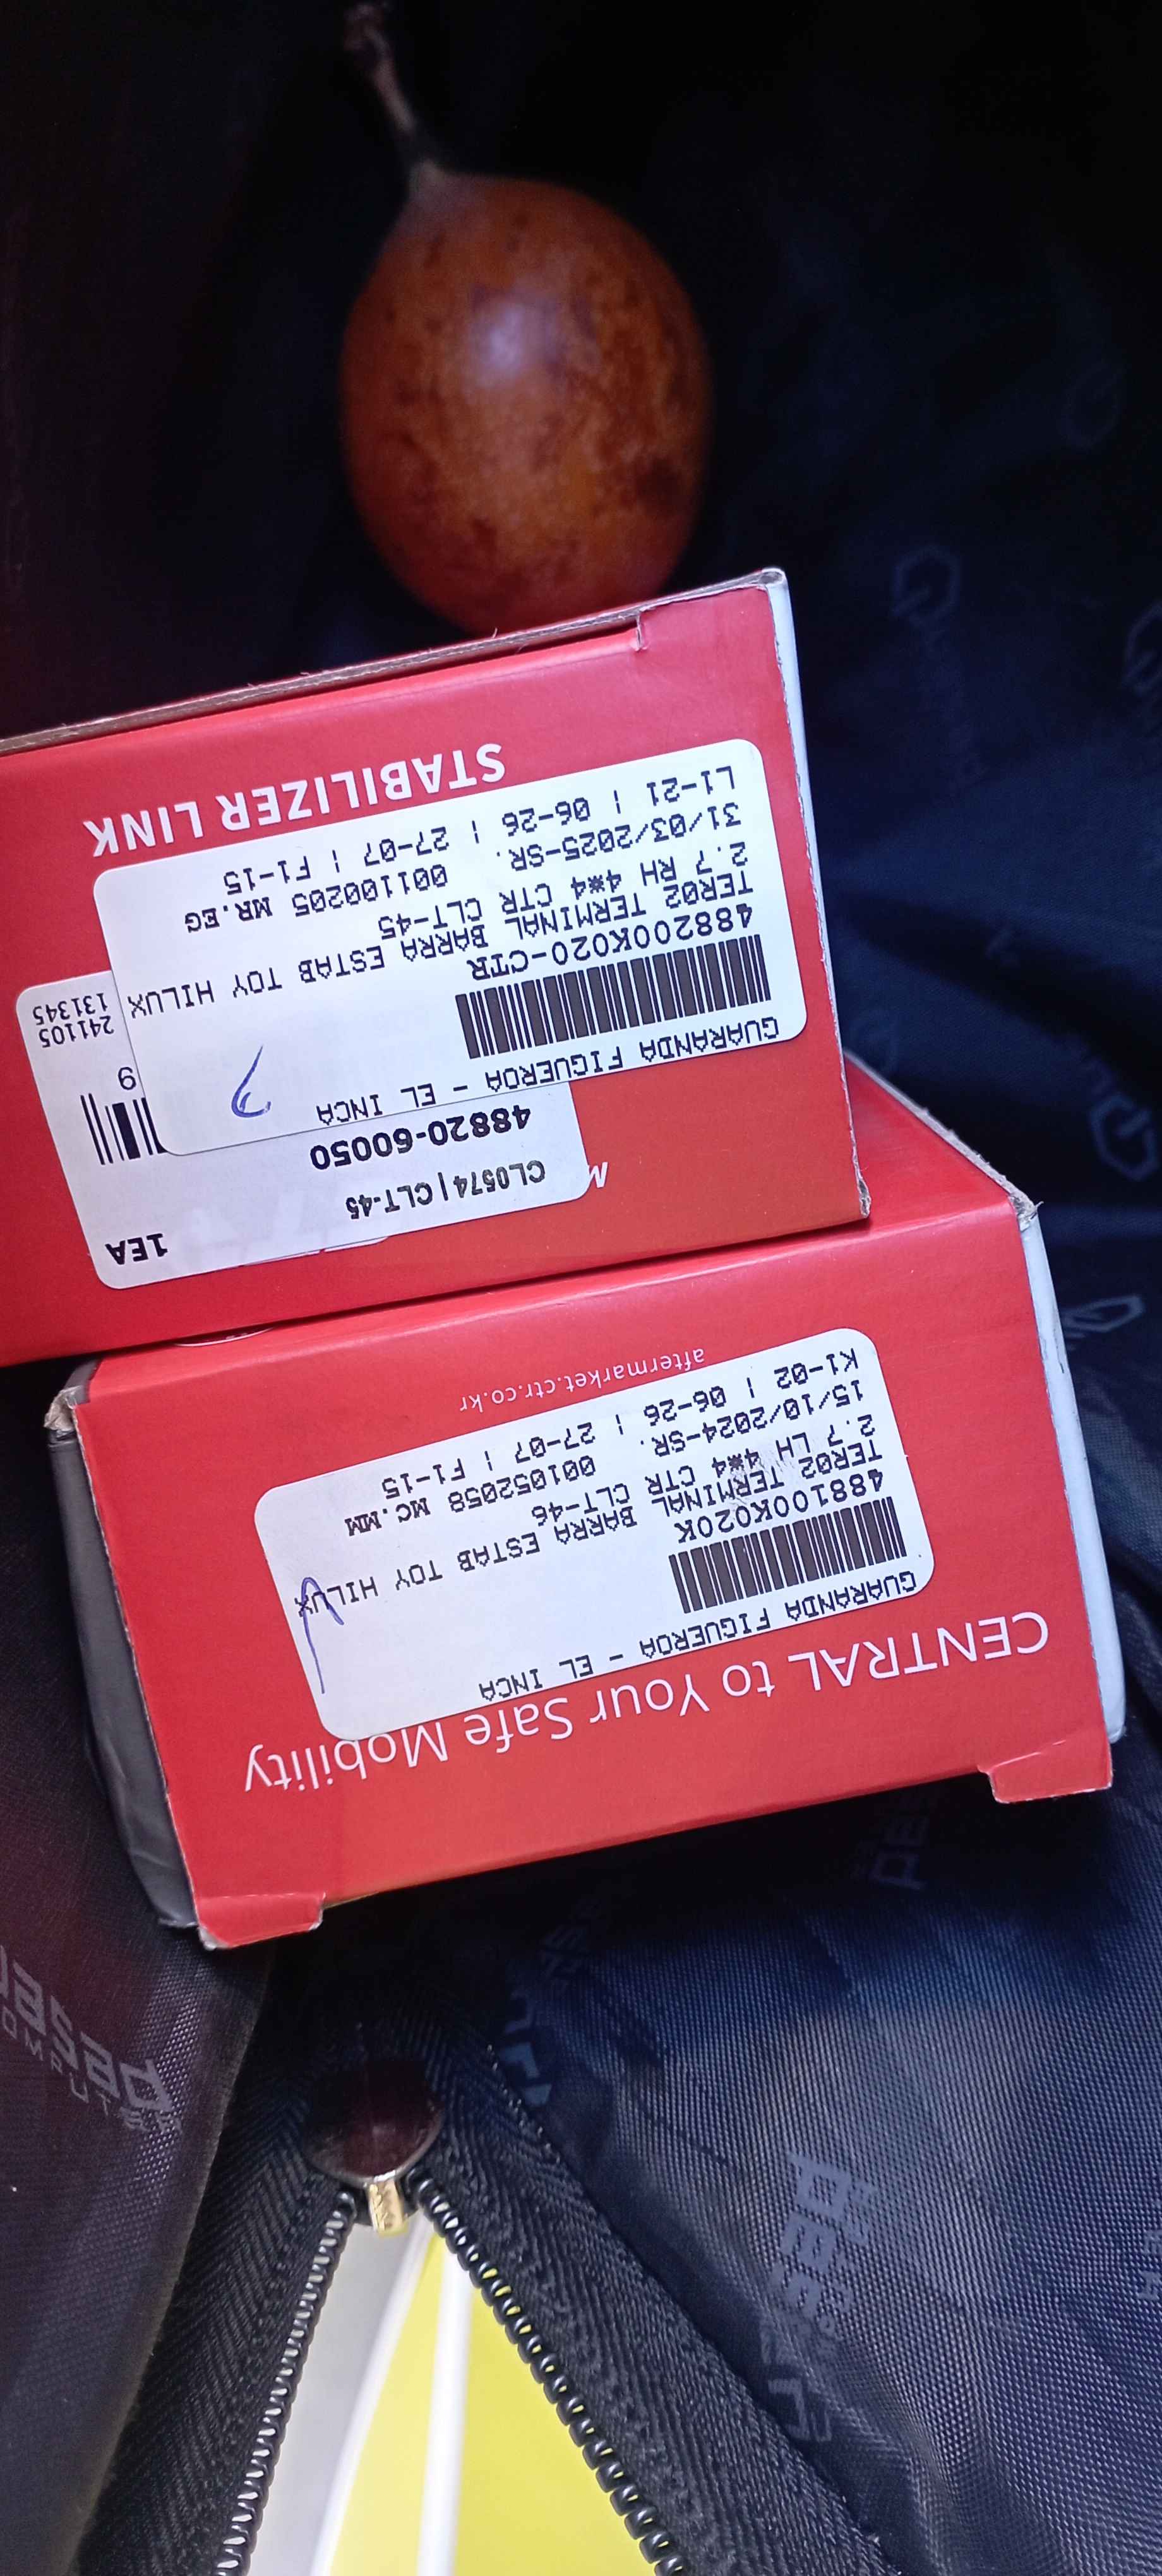 CENTRAL to Your Safe Mobility
GUARANDA FIGUEROA - EL INCA
488100K020K
TER02 TERMINAL BARRA ESTAB TOY HILUX
2.7 LH 4*4 CTR CLT-46
15/10/2024-SR. 001052058 MC.MM
K1-02 | 06-26 | 27-07 | F1-15
aftermarket.ctr.co.kr
1EA
CL0574|CLT-45
48820-60050
9
241105
131345
GUARANDA FIGUEROA - EL INCA
488200K020-CTR
TER02 TERMINAL BARRA ESTAB TOY HILUX
2.7 RH 4*4 CTR CLT-45
31/03/2025-SR. 001100205 MR.EG
L1-21 | 06-26 | 27-07 | F1-15
STABILIZER LINK